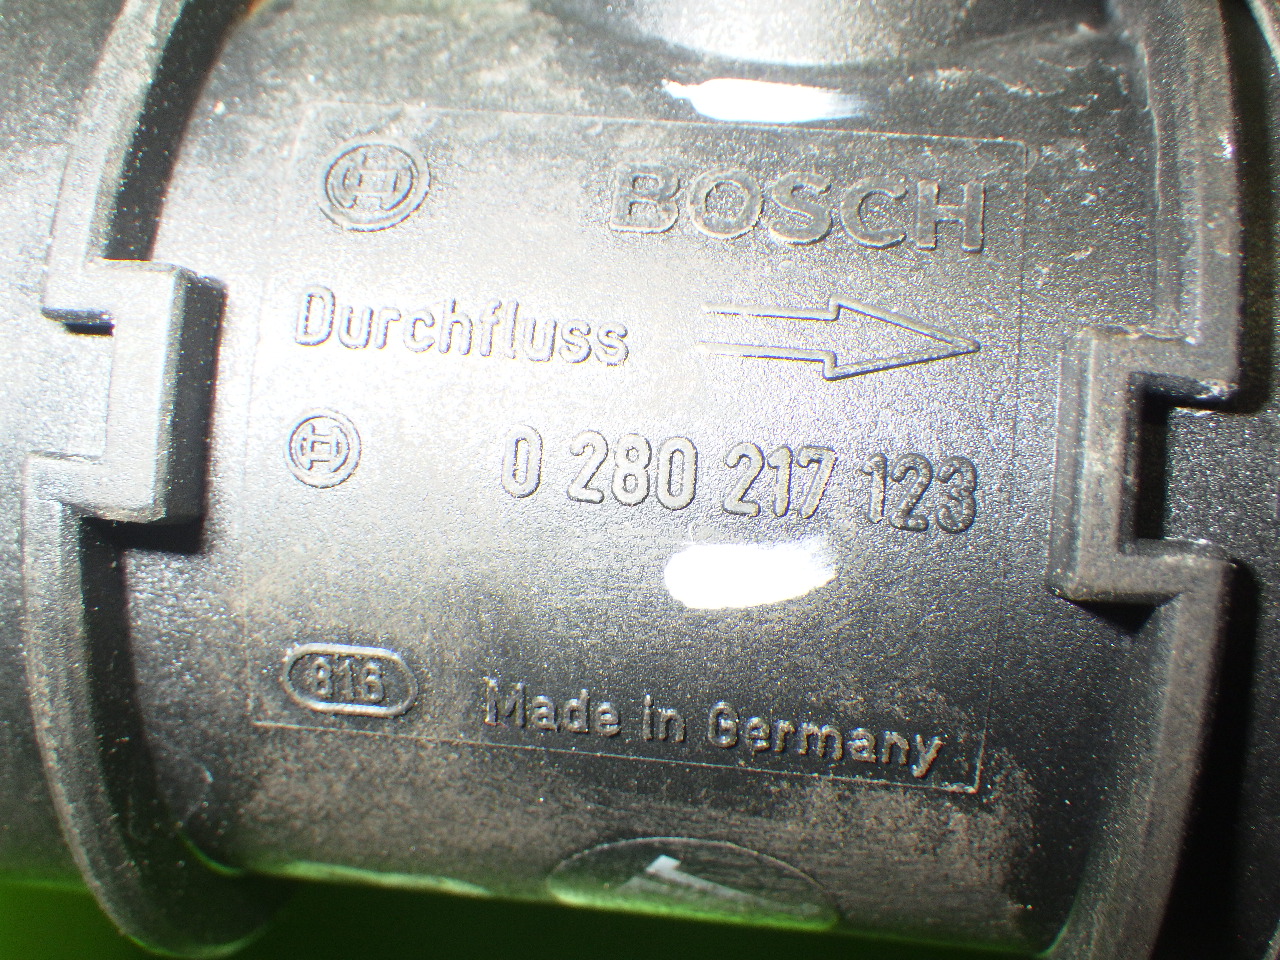 BOSCH
Durchfluss
0 280 217 123
816
Made in Germany